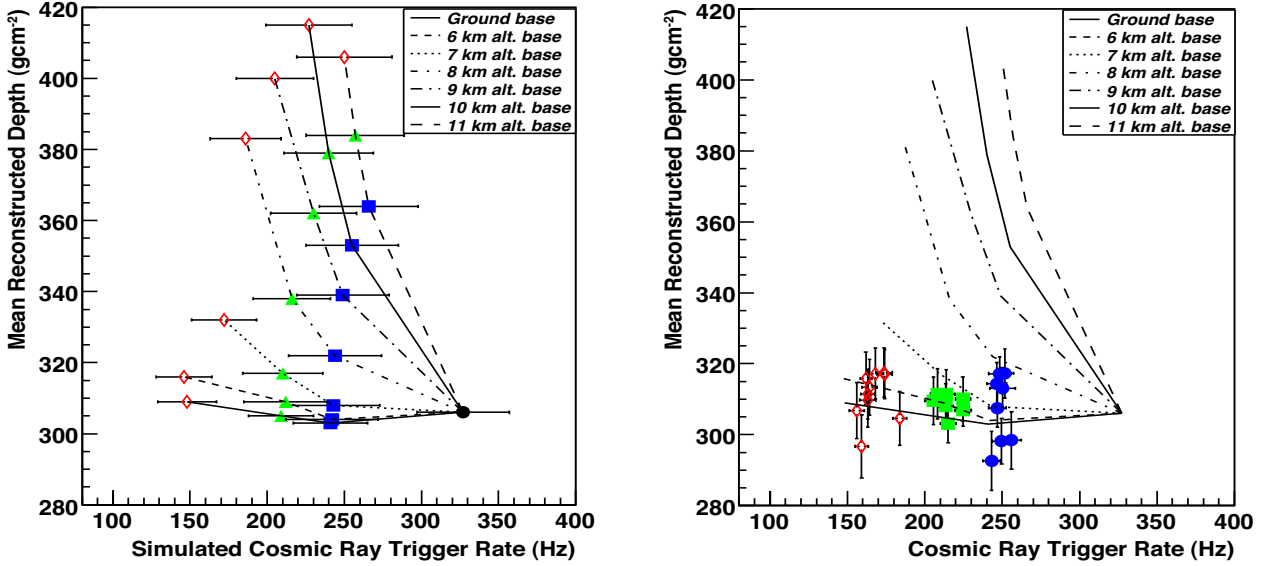 Mean Reconstructed Depth (gcm-2)
420
400
380
360
340
320
300
280
Ground base
6 km alt. base
7 km alt. base
8 km alt. base
9 km alt. base
10 km alt. base
11 km alt. base
100 150 200 250 300 350 400
Simulated Cosmic Ray Trigger Rate (Hz)
Mean Reconstructed Depth (gcm-2)
420
400
380
360
340
320
300
280
Ground base
6 km alt. base
7 km alt. base
8 km alt. base
9 km alt. base
10 km alt. base
11 km alt. base
100 150 200 250 300 350 400
Cosmic Ray Trigger Rate (Hz)